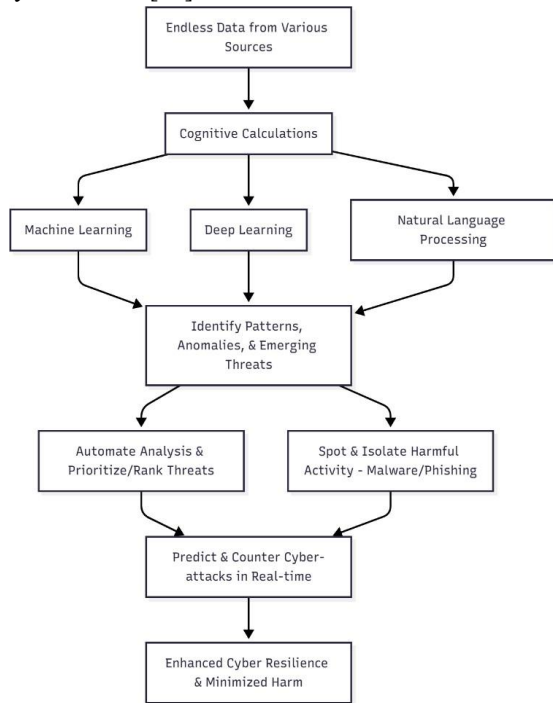 Endless Data from Various
Sources
Cognitive Calculations
Machine Learning
Deep Learning
Natural Language
Processing
Identify Patterns,
Anomalies, & Emerging
Threats
Automate Analysis &
Prioritize/Rank Threats
Spot & Isolate Harmful
Activity - Malware/Phishing
Predict & Counter Cyber-
attacks in Real-time
Enhanced Cyber Resilience
& Minimized Harm